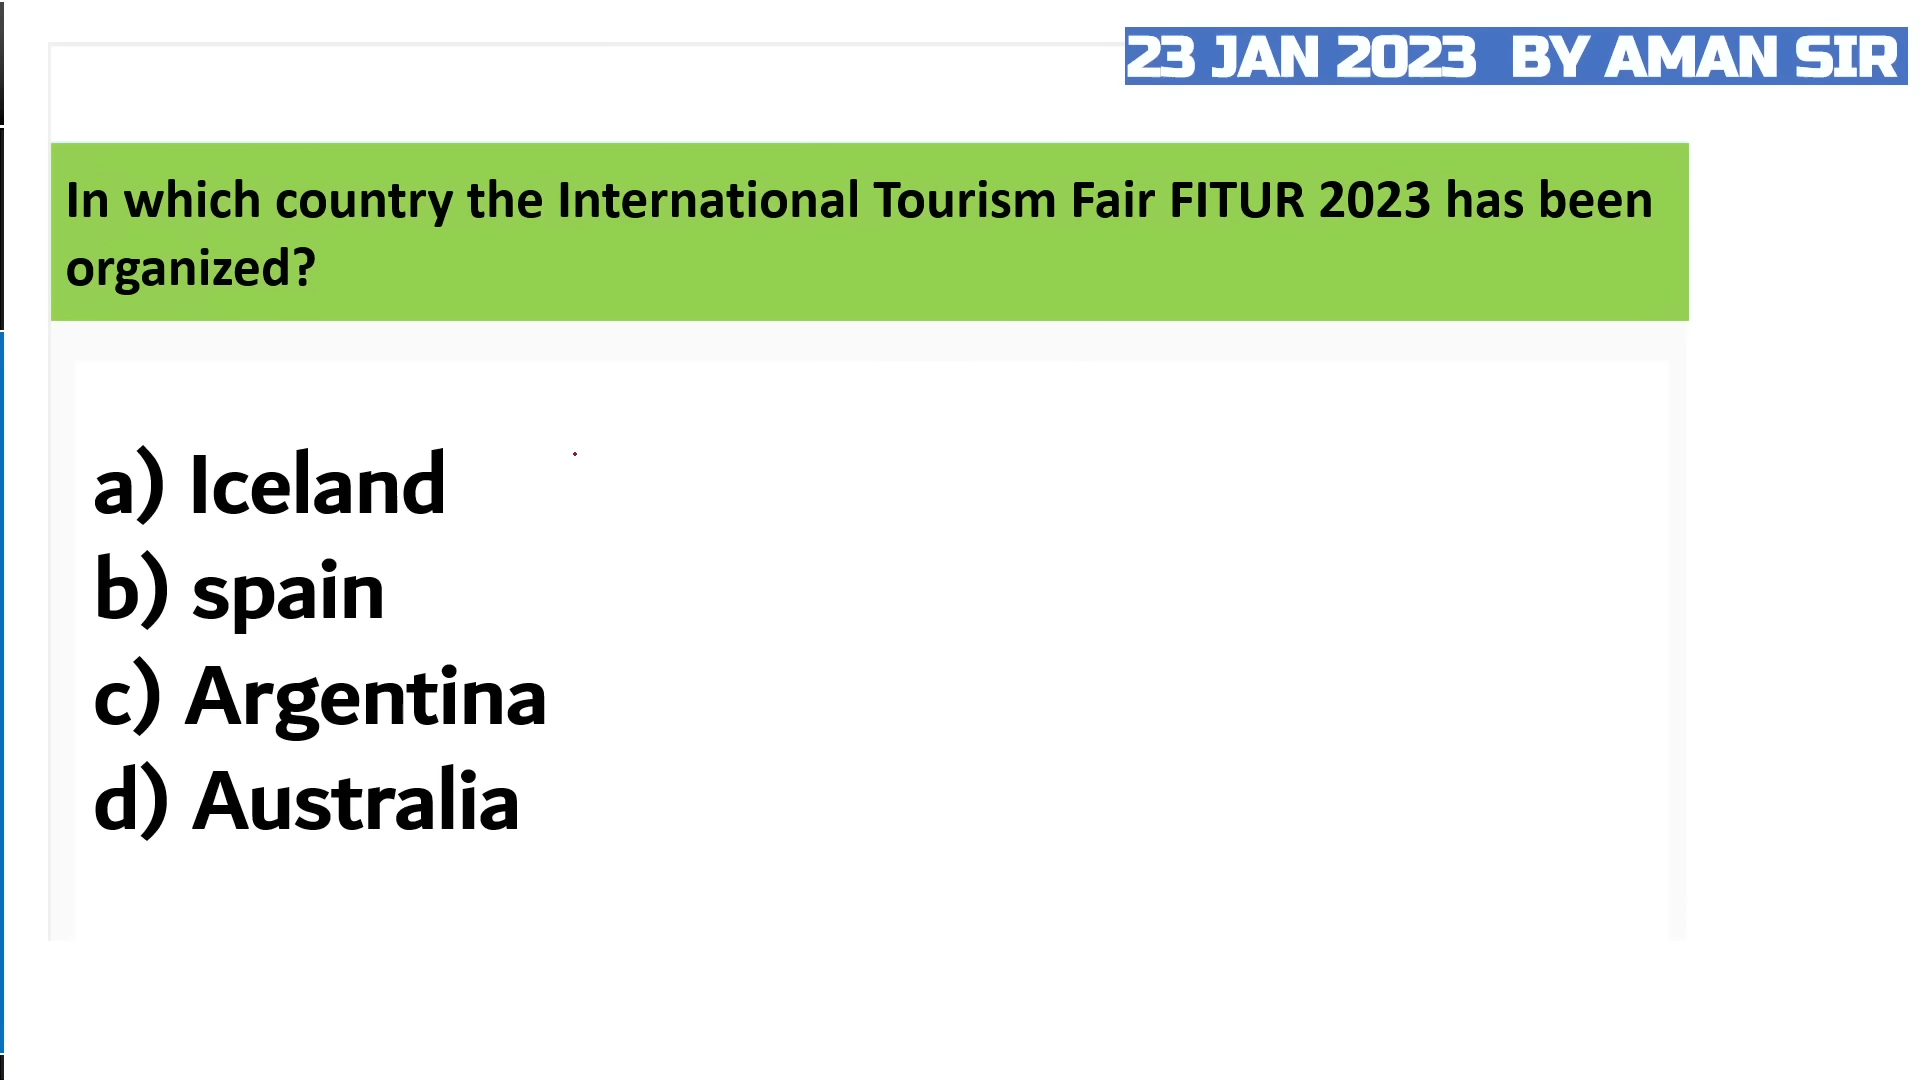 23 JAN 2023 BY AMAN SIR
In which country the International Tourism Fair FITUR 2023 has been
organized?
a) Iceland
b) spain
c) Argentina
d) Australia